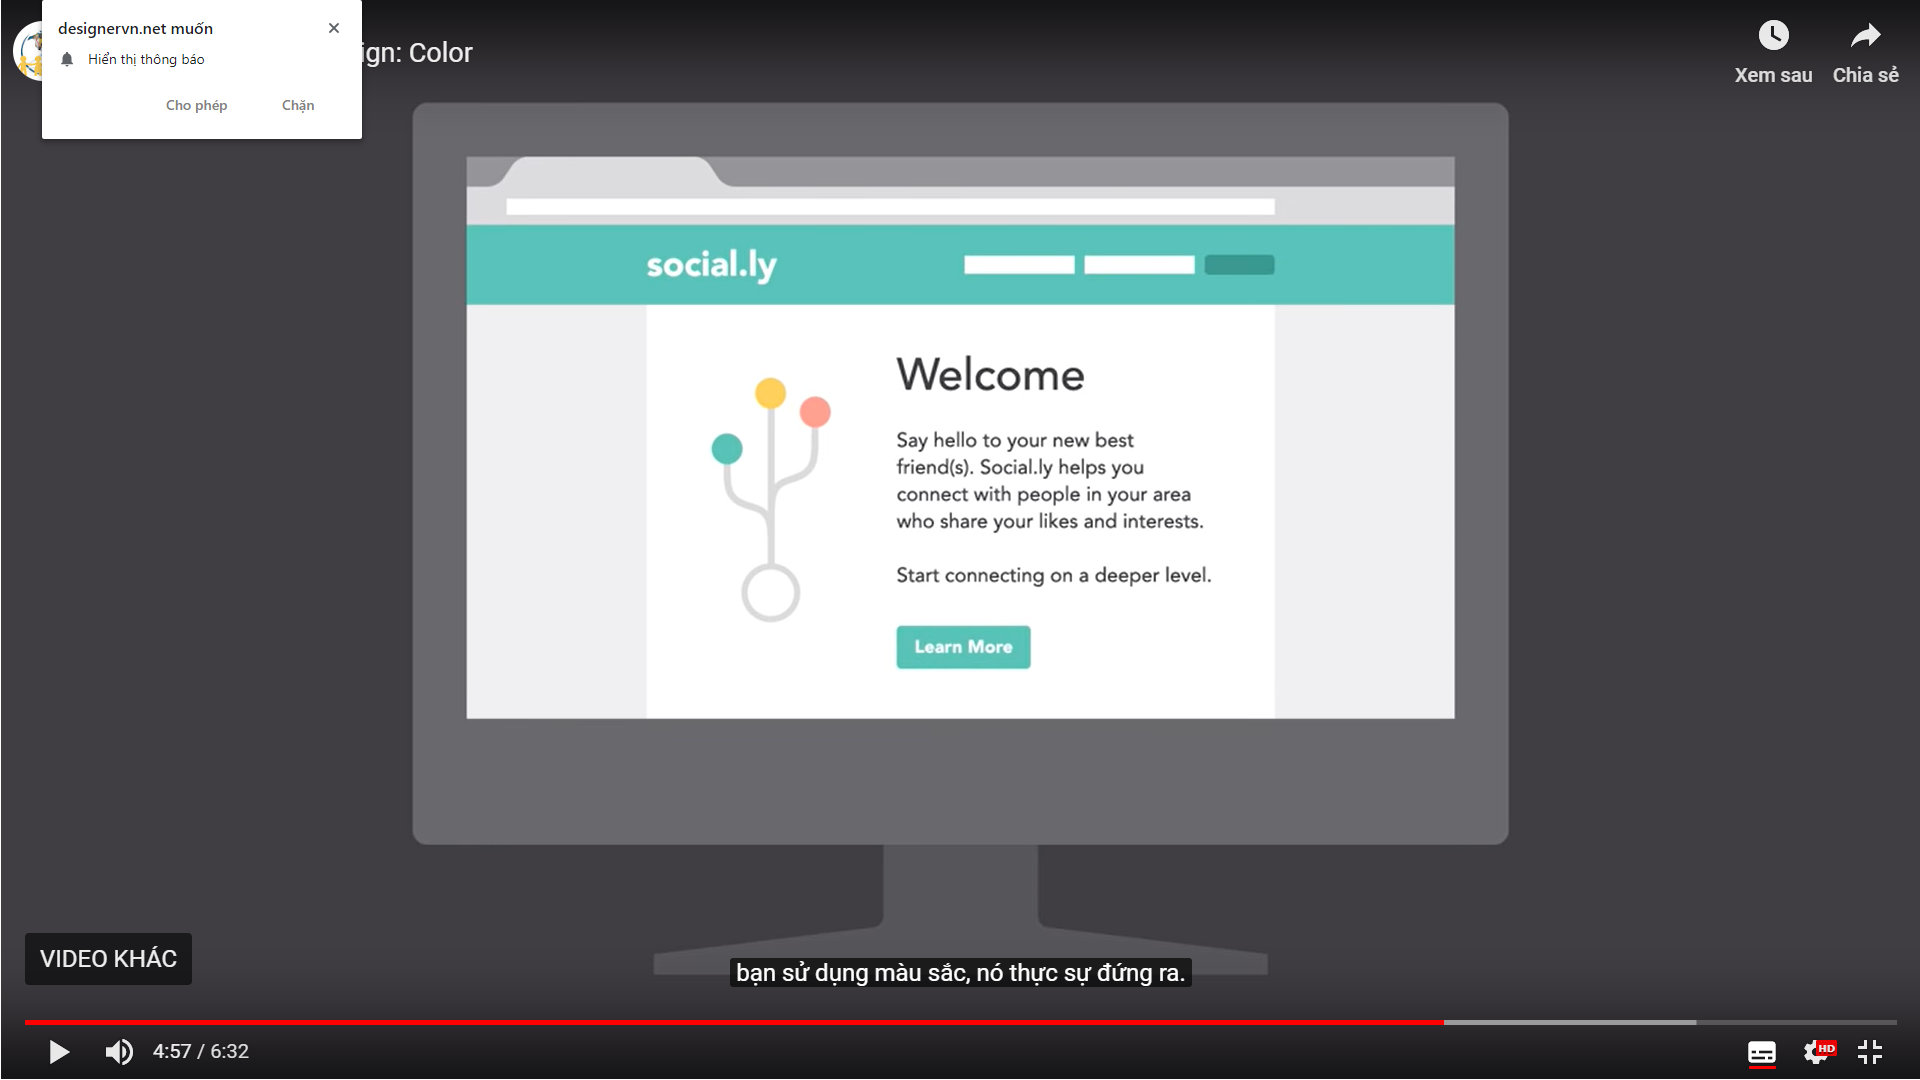 designervn.net muốn
Hiển thị thông báo
Cho phép Chặn
ign: Color
Xem sau
Chia sẻ
social.ly
Welcome
Say hello to your new best
friend(s). Social.ly helps you
connect with people in your area
who share your likes and interests.
Start connecting on a deeper level.
Learn More
VIDEO KHÁC
bạn sử dụng màu sắc, nó thực sự đứng ra.
4:57 / 6:32
HD